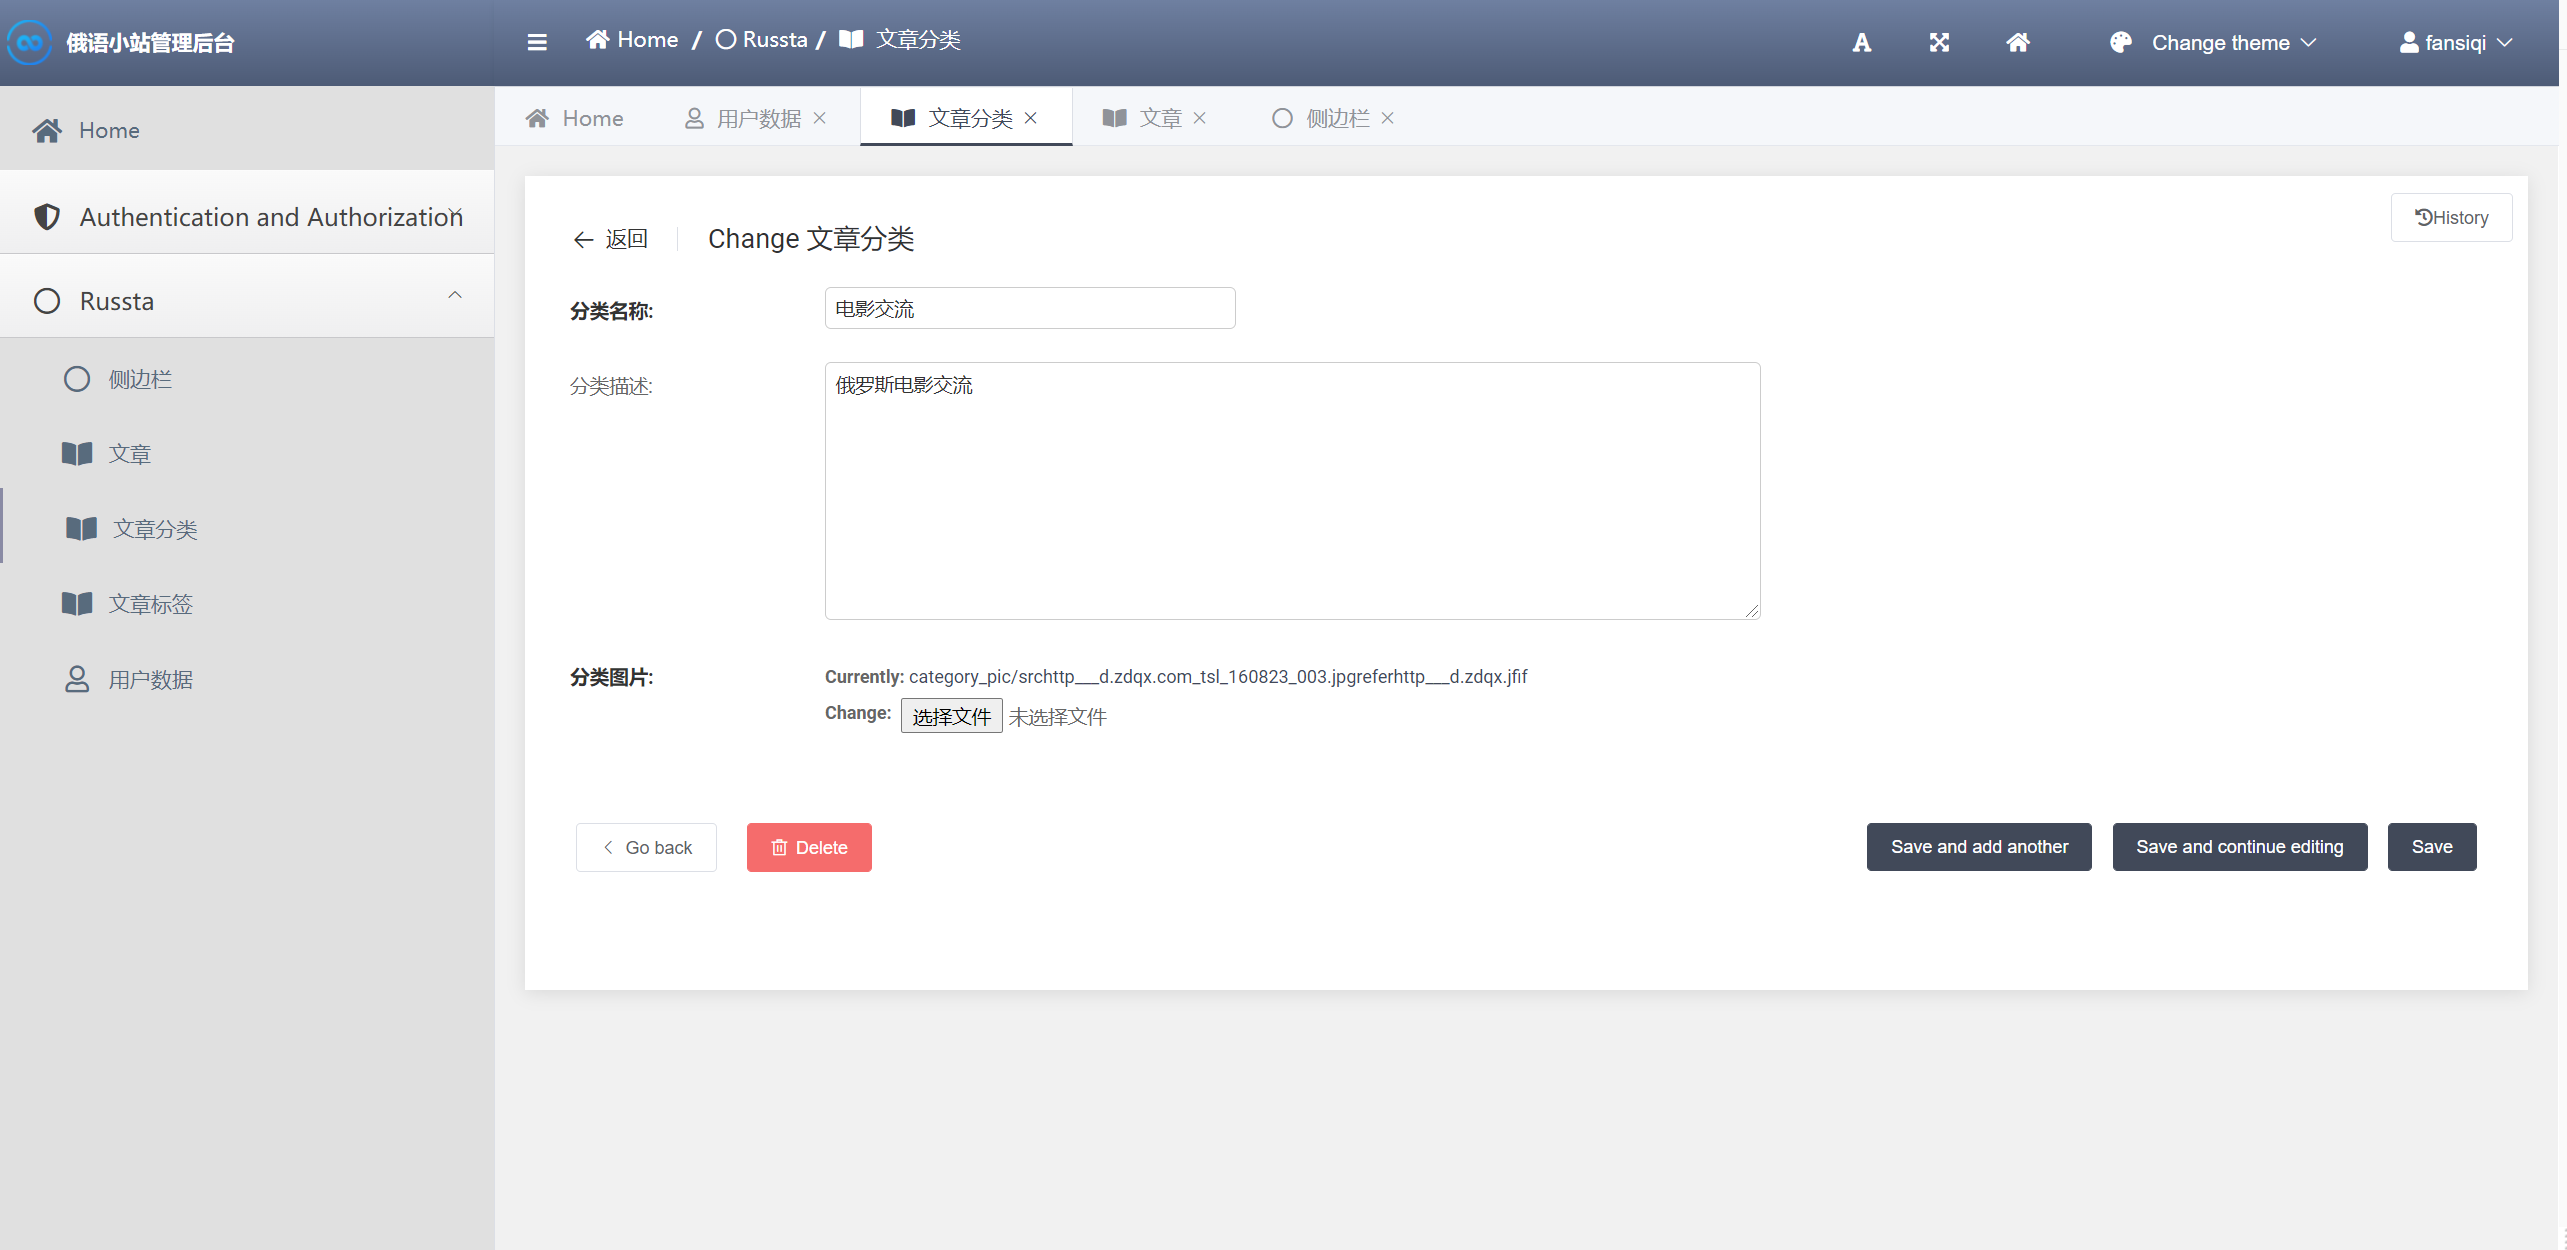 俄语小站管理后台
Home / Russta / 文章分类
Change theme
fansiqi
Home
Authentication and Authorization
Russta
侧边栏
文章
文章分类
文章标签
用户数据
Home 用户数据 文章分类 文章 侧边栏
返回
Change 文章分类
History
分类名称:
电影交流
分类描述:
俄罗斯电影交流
分类图片:
Currently: category_pic/srchttp___d.zdqx.com_tsl_160823_003.jpgreferhttp___d.zdqx.jfif
Change: 选择文件 未选择文件
Go back
Delete
Save and add another
Save and continue editing
Save